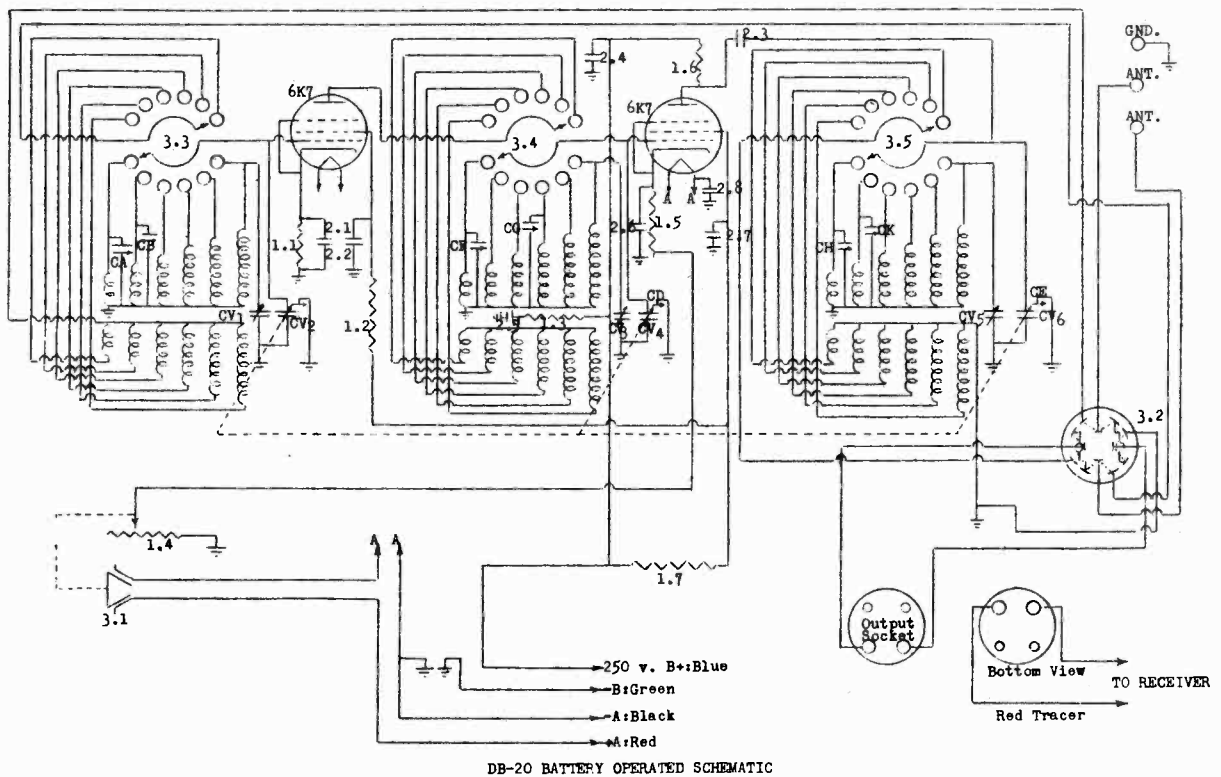 GND.
ANT.
ANT.
2.3
2.4
1.6
6K7
6K7
3.3
3.4
3.5
2.8
2.1
2.2
1.1
2.6
1.5
2.7
CB
CA
CG
CF
CK
CH
CV1
CV2
1.2
1.3
CD
CV3
CV4
CE
CV5
CV6
3.2
A
A
1.4
A
A
1.7
3.1
Output
Socket
250 v. B+:Blue
-B:Green
-A:Black
+A:Red
Bottom View
TO RECEIVER
Red Tracer
DB-20 BATTERY OPERATED SCHEMATIC